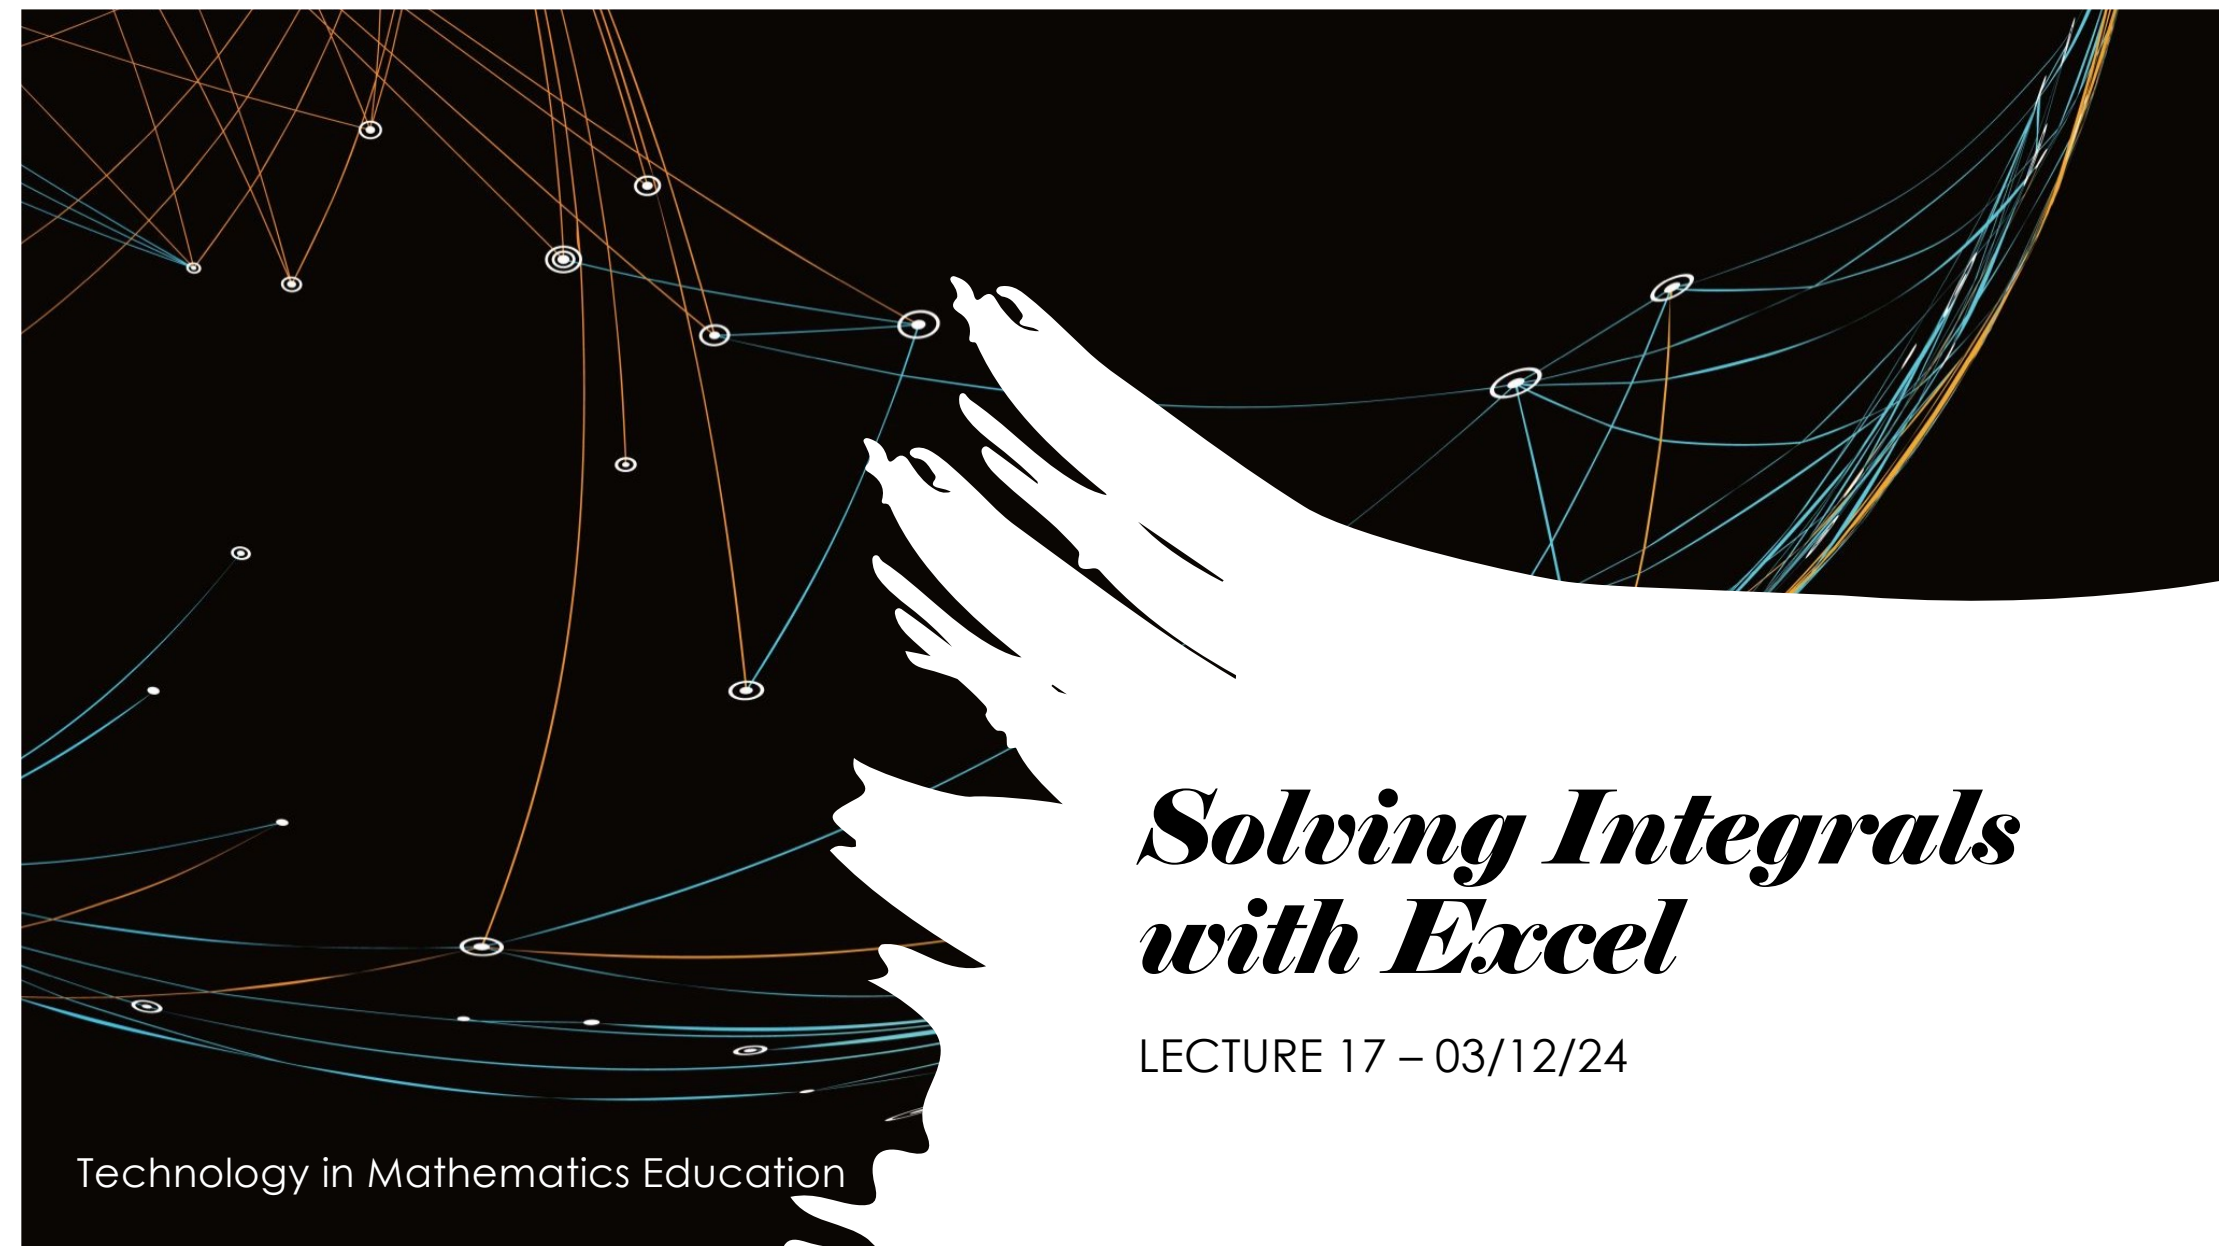 Solving Integrals
with Excel
LECTURE 17 – 03/12/24
Technology in Mathematics Education